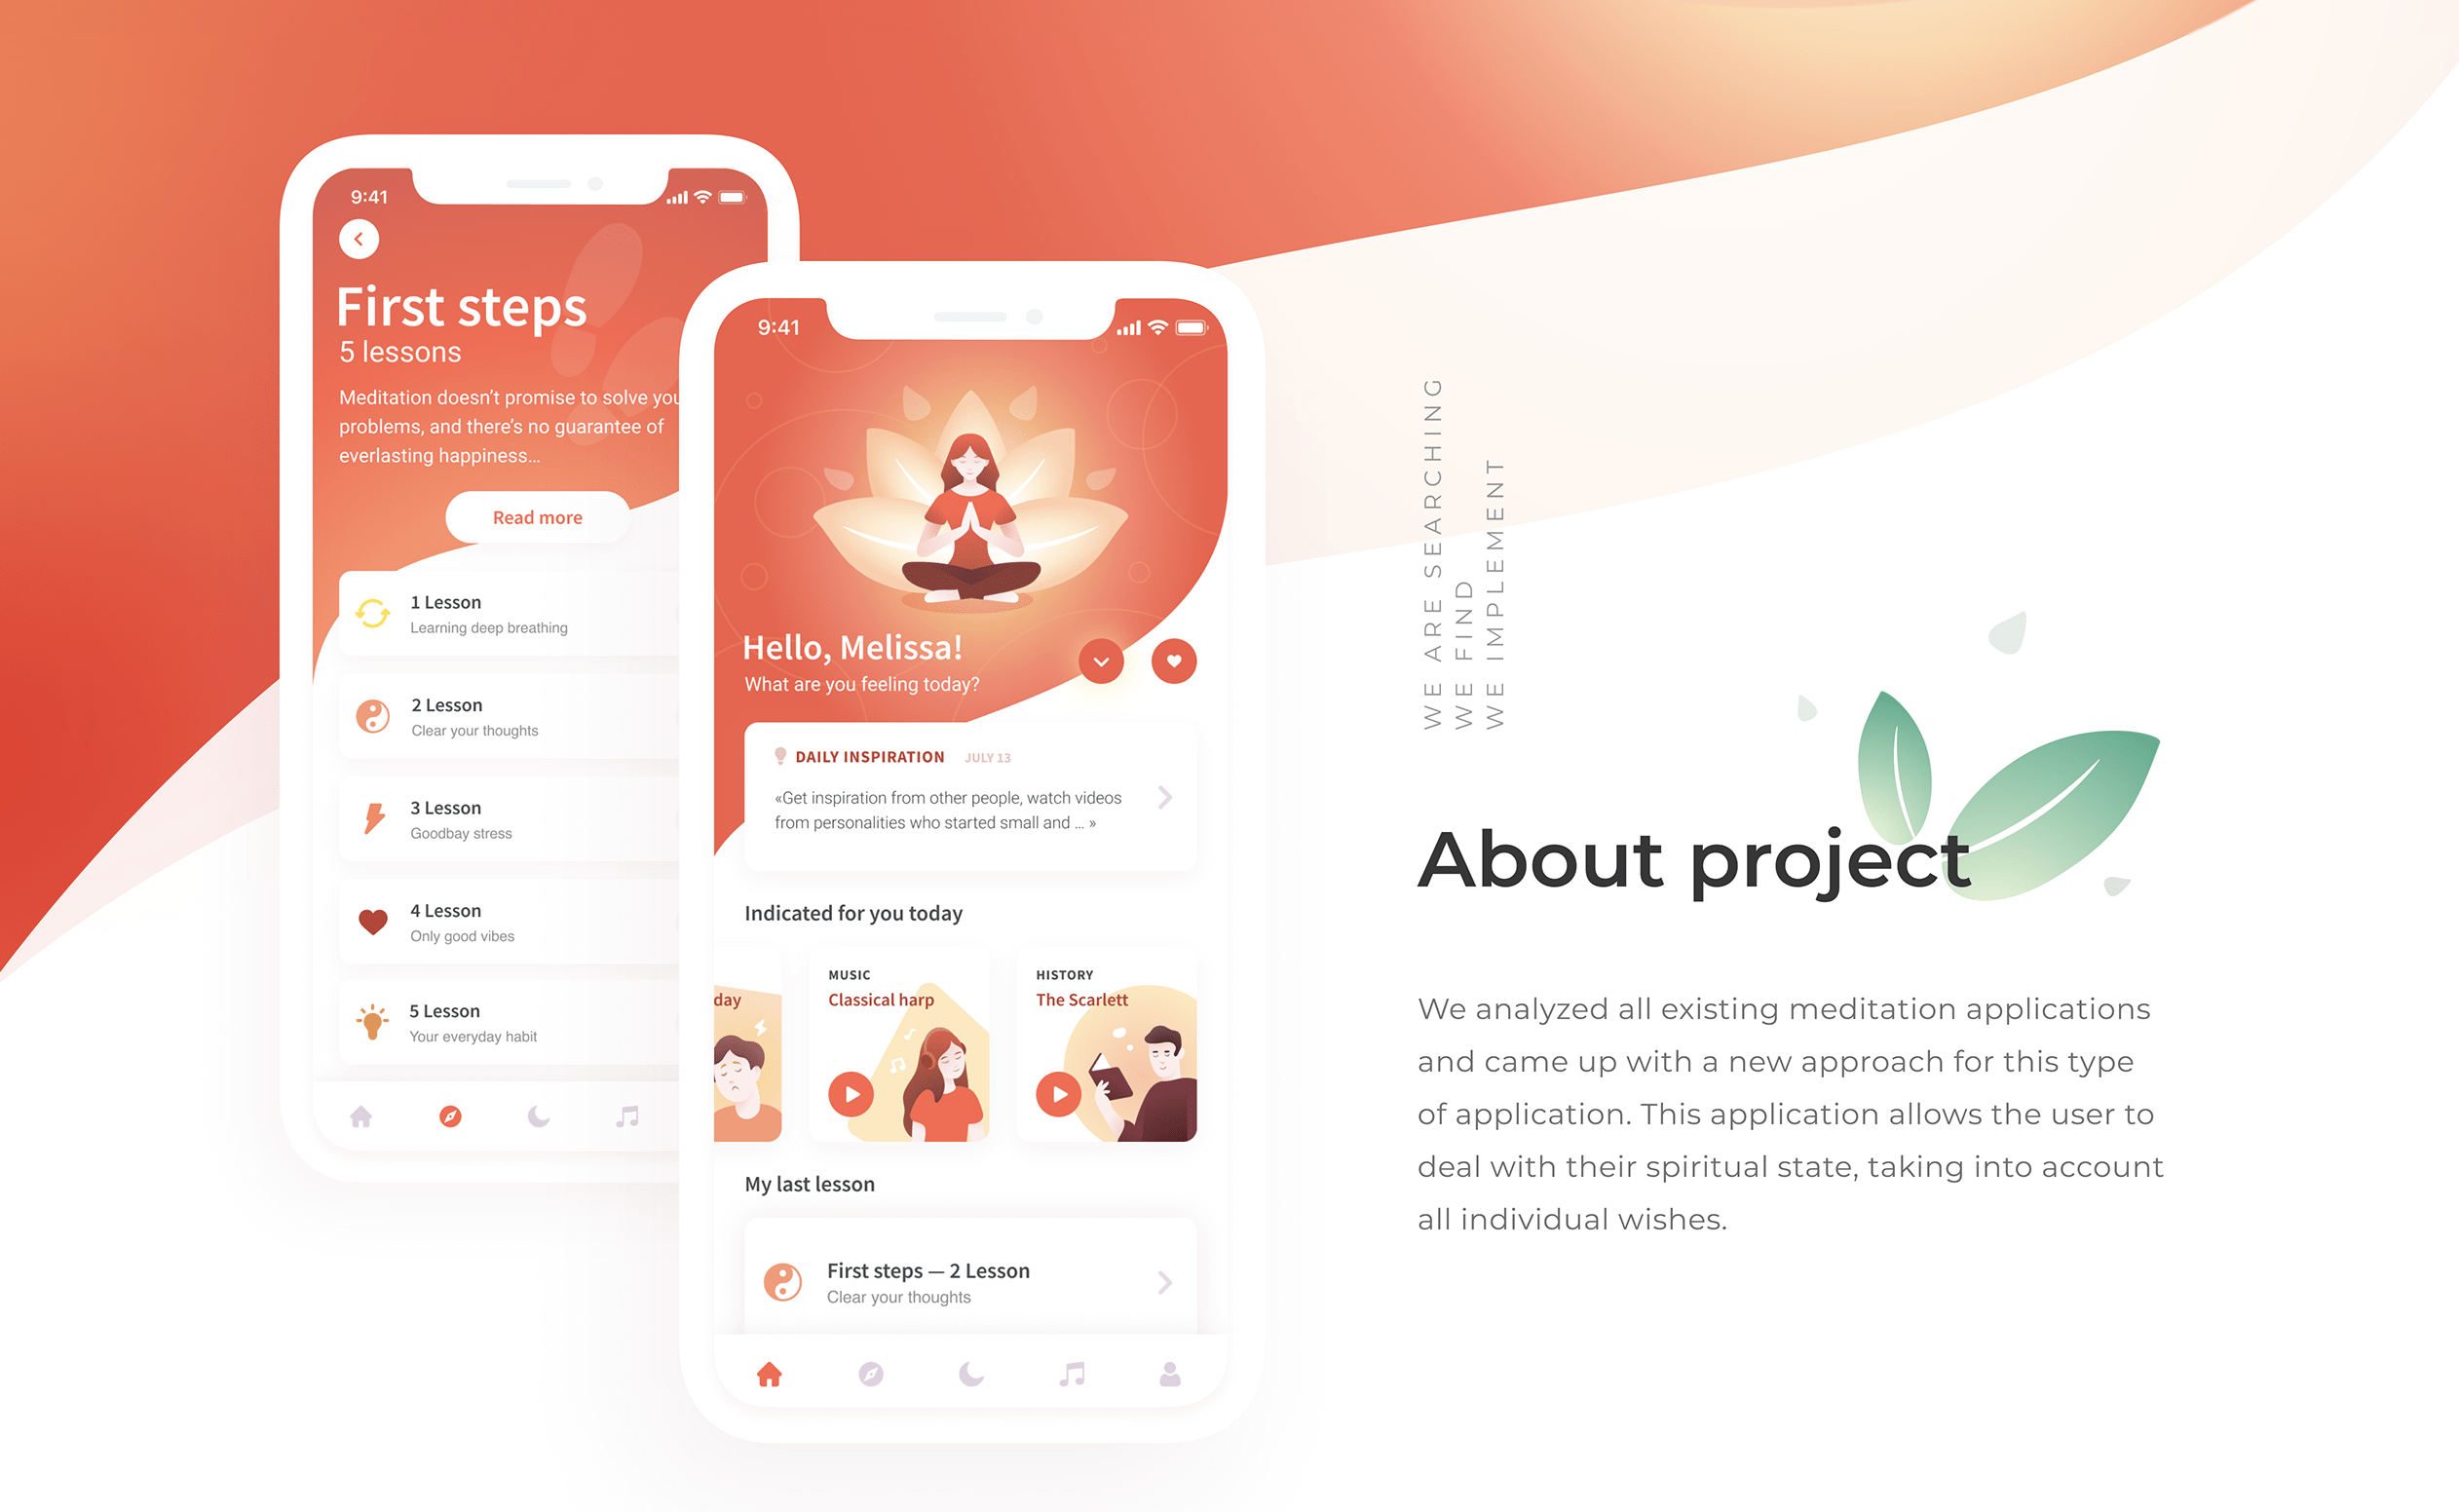 9:41
First steps
5 lessons
Meditation doesn’t promise to solve
problems, and there’s no guarantee of
everlasting happiness...
Read more
1 Lesson
Learning deep breathing
2 Lesson
Clear your thoughts
3 Lesson
Goodbay stress
4 Lesson
Only good vibes
5 Lesson
Your everyday habit
9:41
Hello, Melissa!
What are you feeling today?
DAILY INSPIRATION JULY 13
«Get inspiration from other people, watch videos
from personalities who started small and ... »
Indicated for you today
day
MUSIC
Classical harp
HISTORY
The Scarlett
My last lesson
First steps — 2 Lesson
Clear your thoughts
WE ARE SEARCHING
WE FIND
WE IMPLEMENT
About project
We analyzed all existing meditation applications
and came up with a new approach for this type
of application. This application allows the user to
deal with their spiritual state, taking into account
all individual wishes.